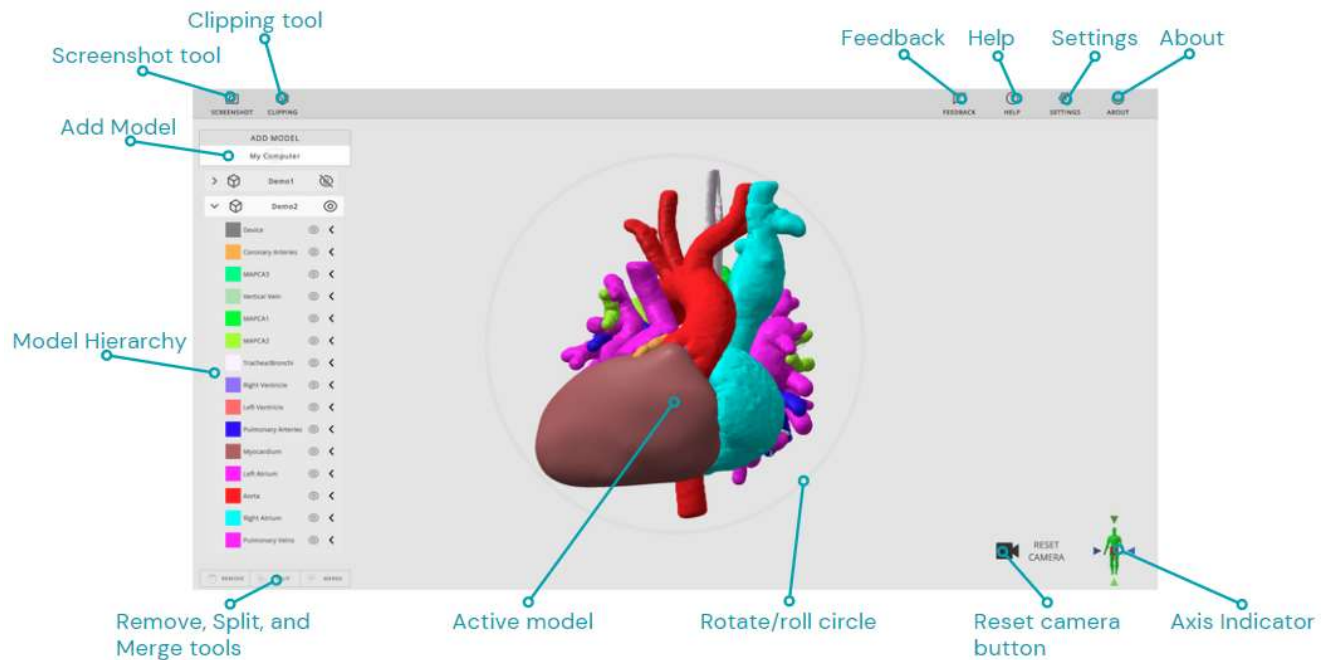 Clipping tool
Screenshot tool
Feedback Help Settings About
SCREENSHOT CLIPPING
FEEDBACK HELP SETTINGS ABOUT
Add Model
ADD MODEL
My Computer
Demo1
Demo2
Device
Coronary Arteries
MAPCA3
Vertical Vein
MAPCA1
MAPCA2
Model Hierarchy
Trachea/Bronchi
Right Ventricle
Left Ventricle
Pulmonary Arteries
Myocardium
Left Atrium
Aorta
Right Atrium
Pulmonary Veins
RESET
CAMERA
REMOVE MERGE
Remove, Split, and
Merge tools
Active model
Rotate/roll circle
Reset camera
button
Axis Indicator